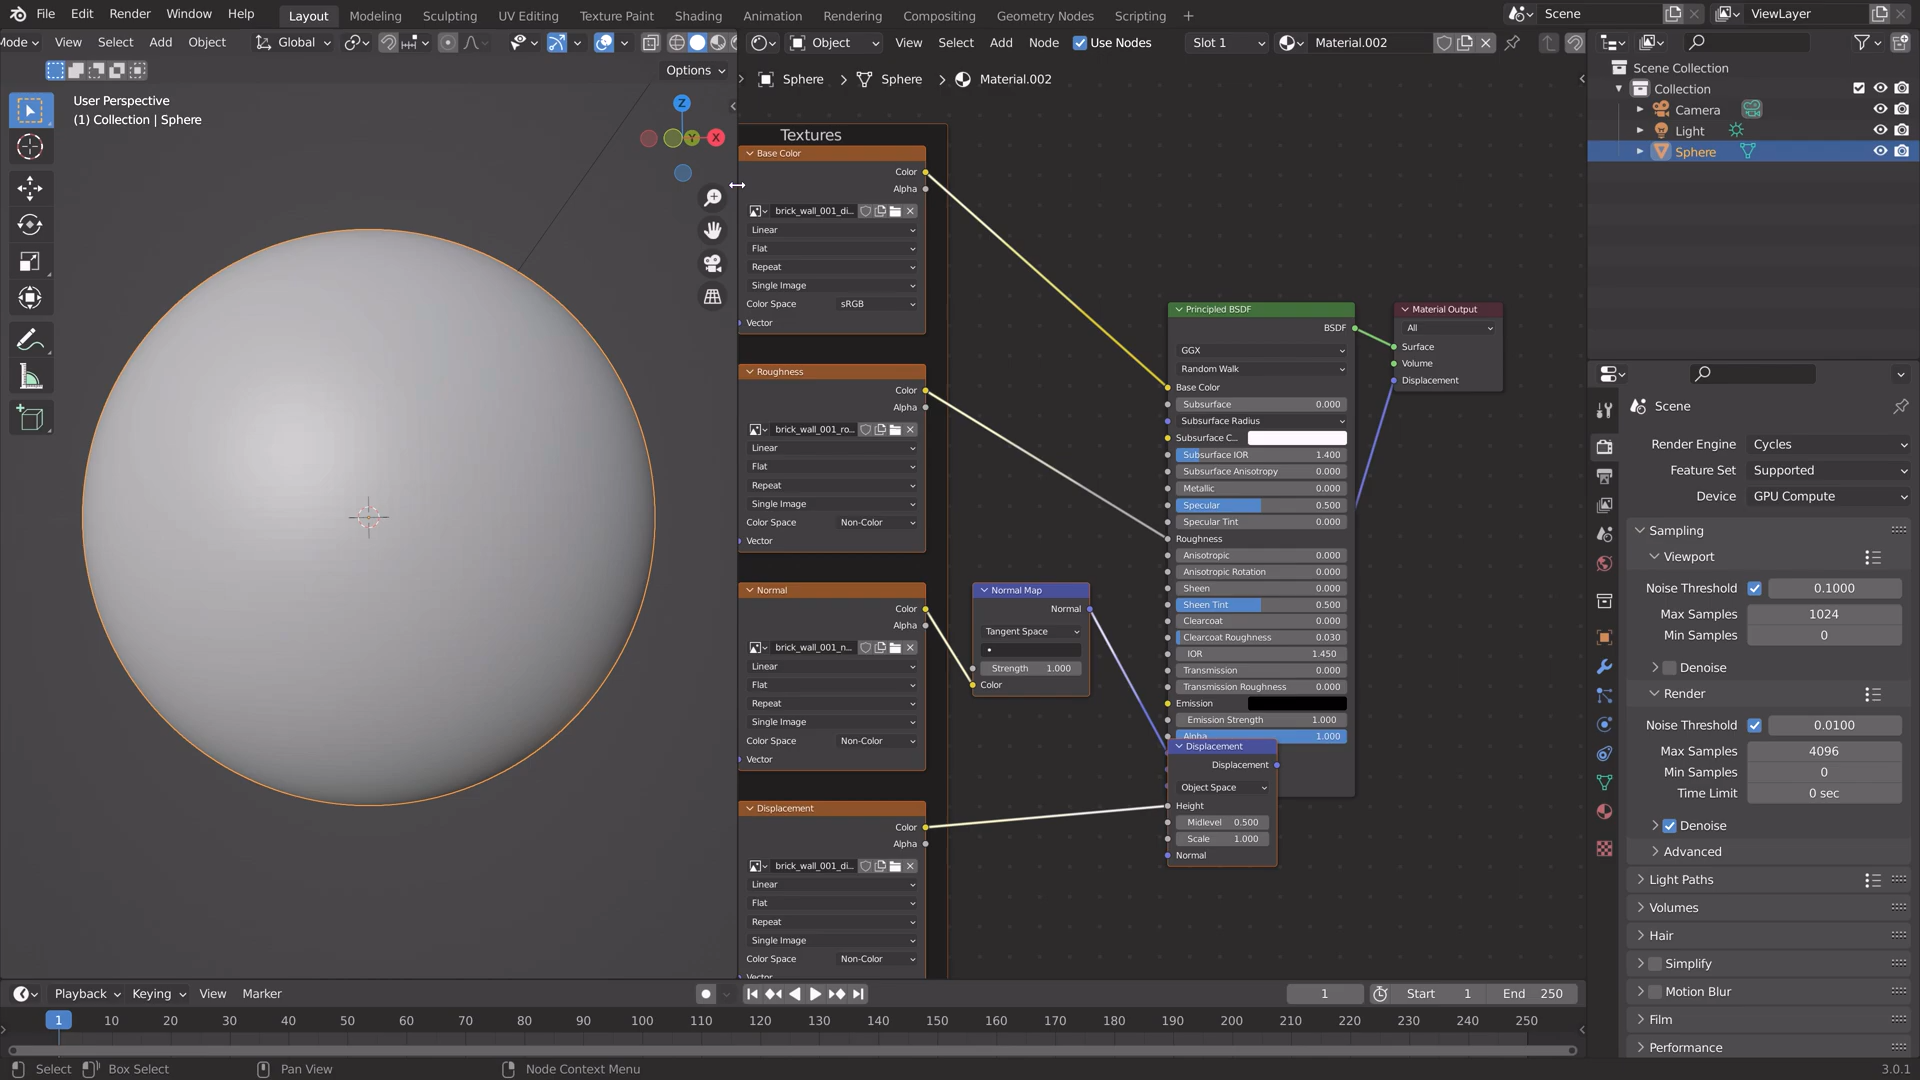 File Edit Render Window Help Layout Modeling Sculpting UV Editing Texture Paint Shading Animation Rendering Compositing Geometry Nodes Scripting + Scene ViewLayer
Mode View Select Add Object Global Object View Select Add Node Use Nodes Slot 1 Material.002
Options
Sphere > Sphere > Material.002
User Perspective
(1) Collection | Sphere
Z
Y
X
Textures
Base Color
Color
Alpha
brick_wall_001_di...
Linear
Flat
Repeat
Single Image
Color Space sRGB
Vector
Roughness
Color
Alpha
brick_wall_001_ro...
Linear
Flat
Repeat
Single Image
Color Space Non-Color
Vector
Normal
Color
Alpha
brick_wall_001_n...
Linear
Flat
Repeat
Single Image
Color Space Non-Color
Vector
Displacement
Color
Alpha
brick_wall_001_di...
Linear
Flat
Repeat
Single Image
Color Space Non-Color
Vector
Normal Map
Normal
Tangent Space
Strength 1.000
Color
Principled BSDF
BSDF
GGX
Random Walk
Base Color
Subsurface 0.000
Subsurface Radius
Subsurface C...
Subsurface IOR 1.400
Subsurface Anisotropy 0.000
Metallic 0.000
Specular 0.500
Specular Tint 0.000
Roughness
Anisotropic 0.000
Anisotropic Rotation 0.000
Sheen 0.000
Sheen Tint 0.500
Clearcoat 0.000
Clearcoat Roughness 0.030
IOR 1.450
Transmission 0.000
Transmission Roughness 0.000
Emission
Emission Strength 1.000
Alpha 1.000
Displacement
Displacement
Object Space
Height
Midlevel 0.500
Scale 1.000
Normal
Material Output
All
Surface
Volume
Displacement
Scene Collection
Collection
Camera
Light
Sphere
Scene
Render Engine Cycles
Feature Set Supported
Device GPU Compute
Sampling
Viewport
Noise Threshold 0.1000
Max Samples 1024
Min Samples 0
Denoise
Render
Noise Threshold 0.0100
Max Samples 4096
Min Samples 0
Time Limit 0 sec
Denoise
Advanced
Light Paths
Volumes
Hair
Simplify
Motion Blur
Film
Performance
Playback Keying View Marker 1 Start 1 End 250
1 10 20 30 40 50 60 70 80 90 100 110 120 130 140 150 160 170 180 190 200 210 220 230 240 250
Select Box Select Pan View Node Context Menu 3.0.1